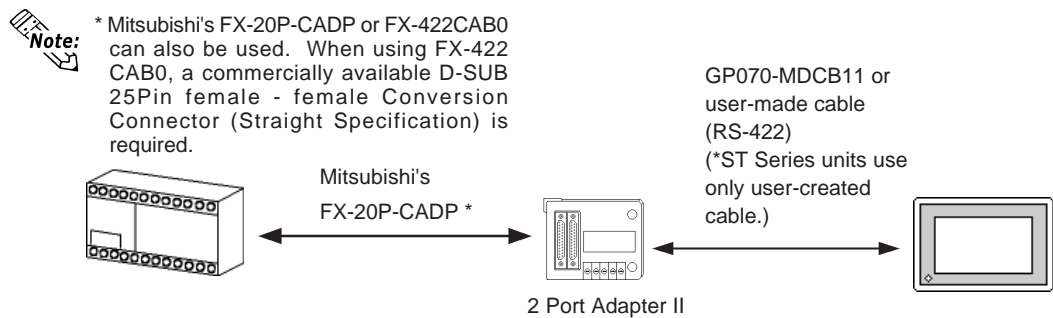 Note:
* Mitsubishi's FX-20P-CADP or FX-422CAB0
can also be used. When using FX-422
CAB0, a commercially available D-SUB
25Pin female - female Conversion
Connector (Straight Specification) is
required.
Mitsubishi's
FX-20P-CADP *
GP070-MDCB11 or
user-made cable
(RS-422)
(*ST Series units use
only user-created
cable.)
2 Port Adapter II